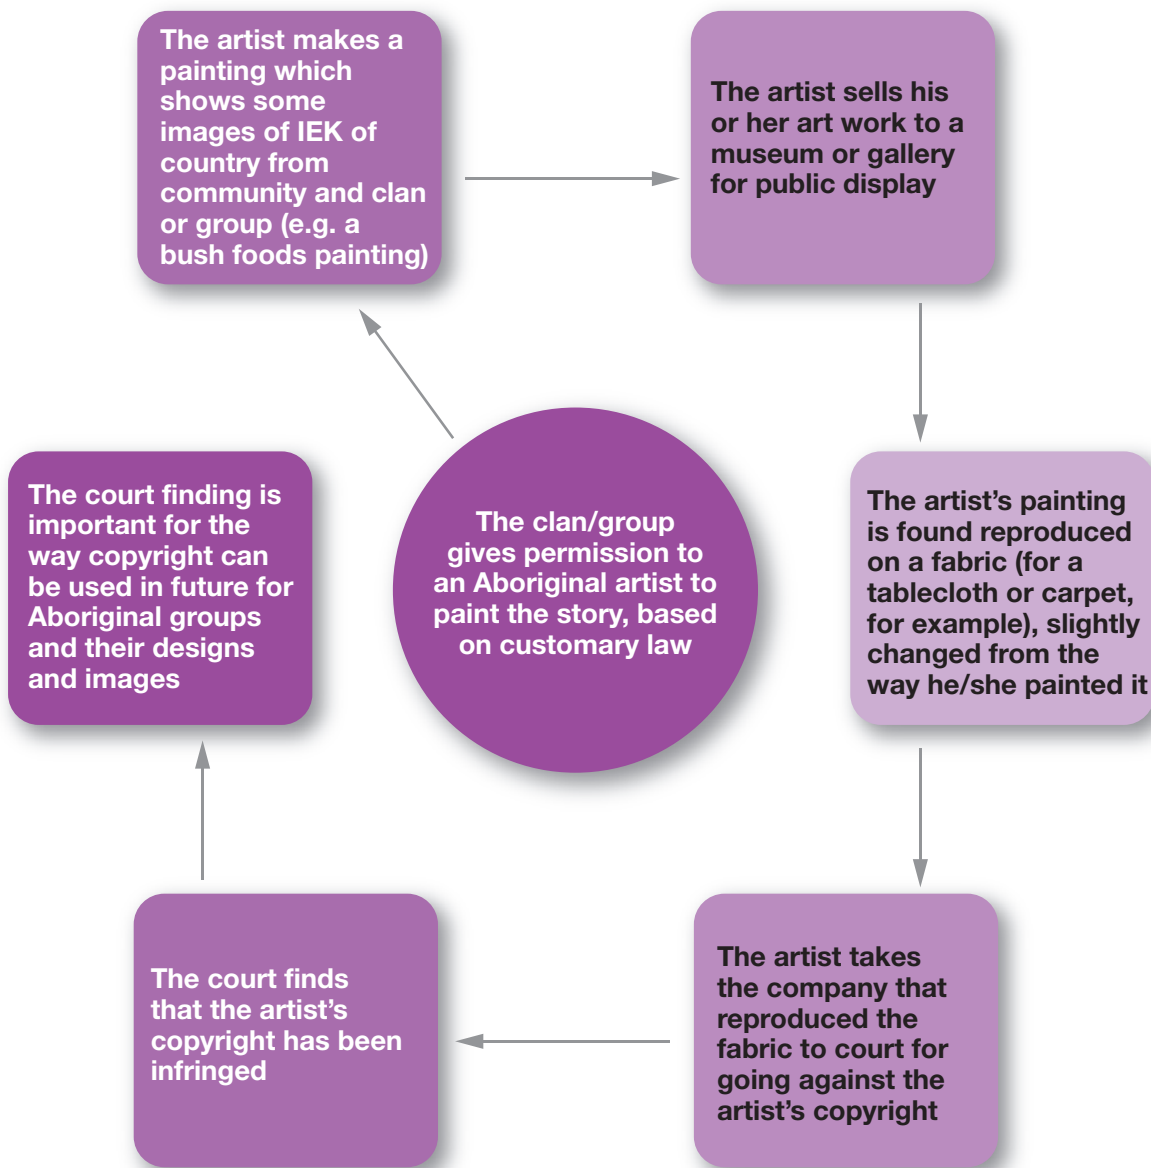 The artist makes a
painting which
shows some
images of IEK of
country from
community and clan
or group (e.g. a
bush foods painting)
The artist sells his
or her art work to a
museum or gallery
for public display
The artist’s painting
is found reproduced
on a fabric (for a
tablecloth or carpet,
for example), slightly
changed from the
way he/she painted it
The artist takes
the company that
reproduced the
fabric to court for
going against the
artist’s copyright
The court finds
that the artist’s
copyright has been
infringed
The court finding is
important for the
way copyright can
be used in future for
Aboriginal groups
and their designs
and images
The clan/group
gives permission to
an Aboriginal artist to
paint the story, based
on customary law